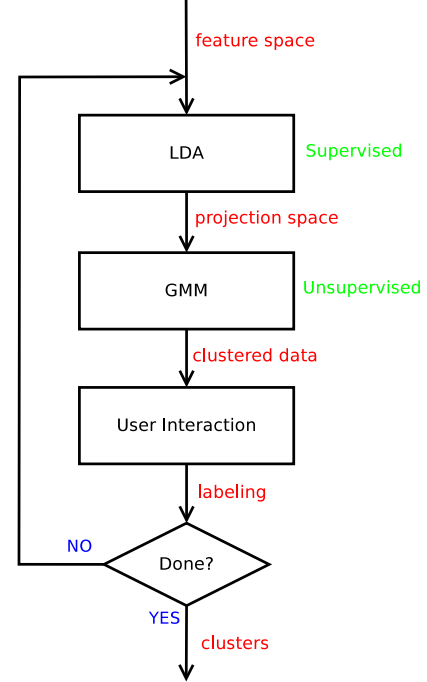 feature space
LDA
Supervised
projection space
GMM
Unsupervised
clustered data
User Interaction
labeling
NO
Done?
YES
clusters